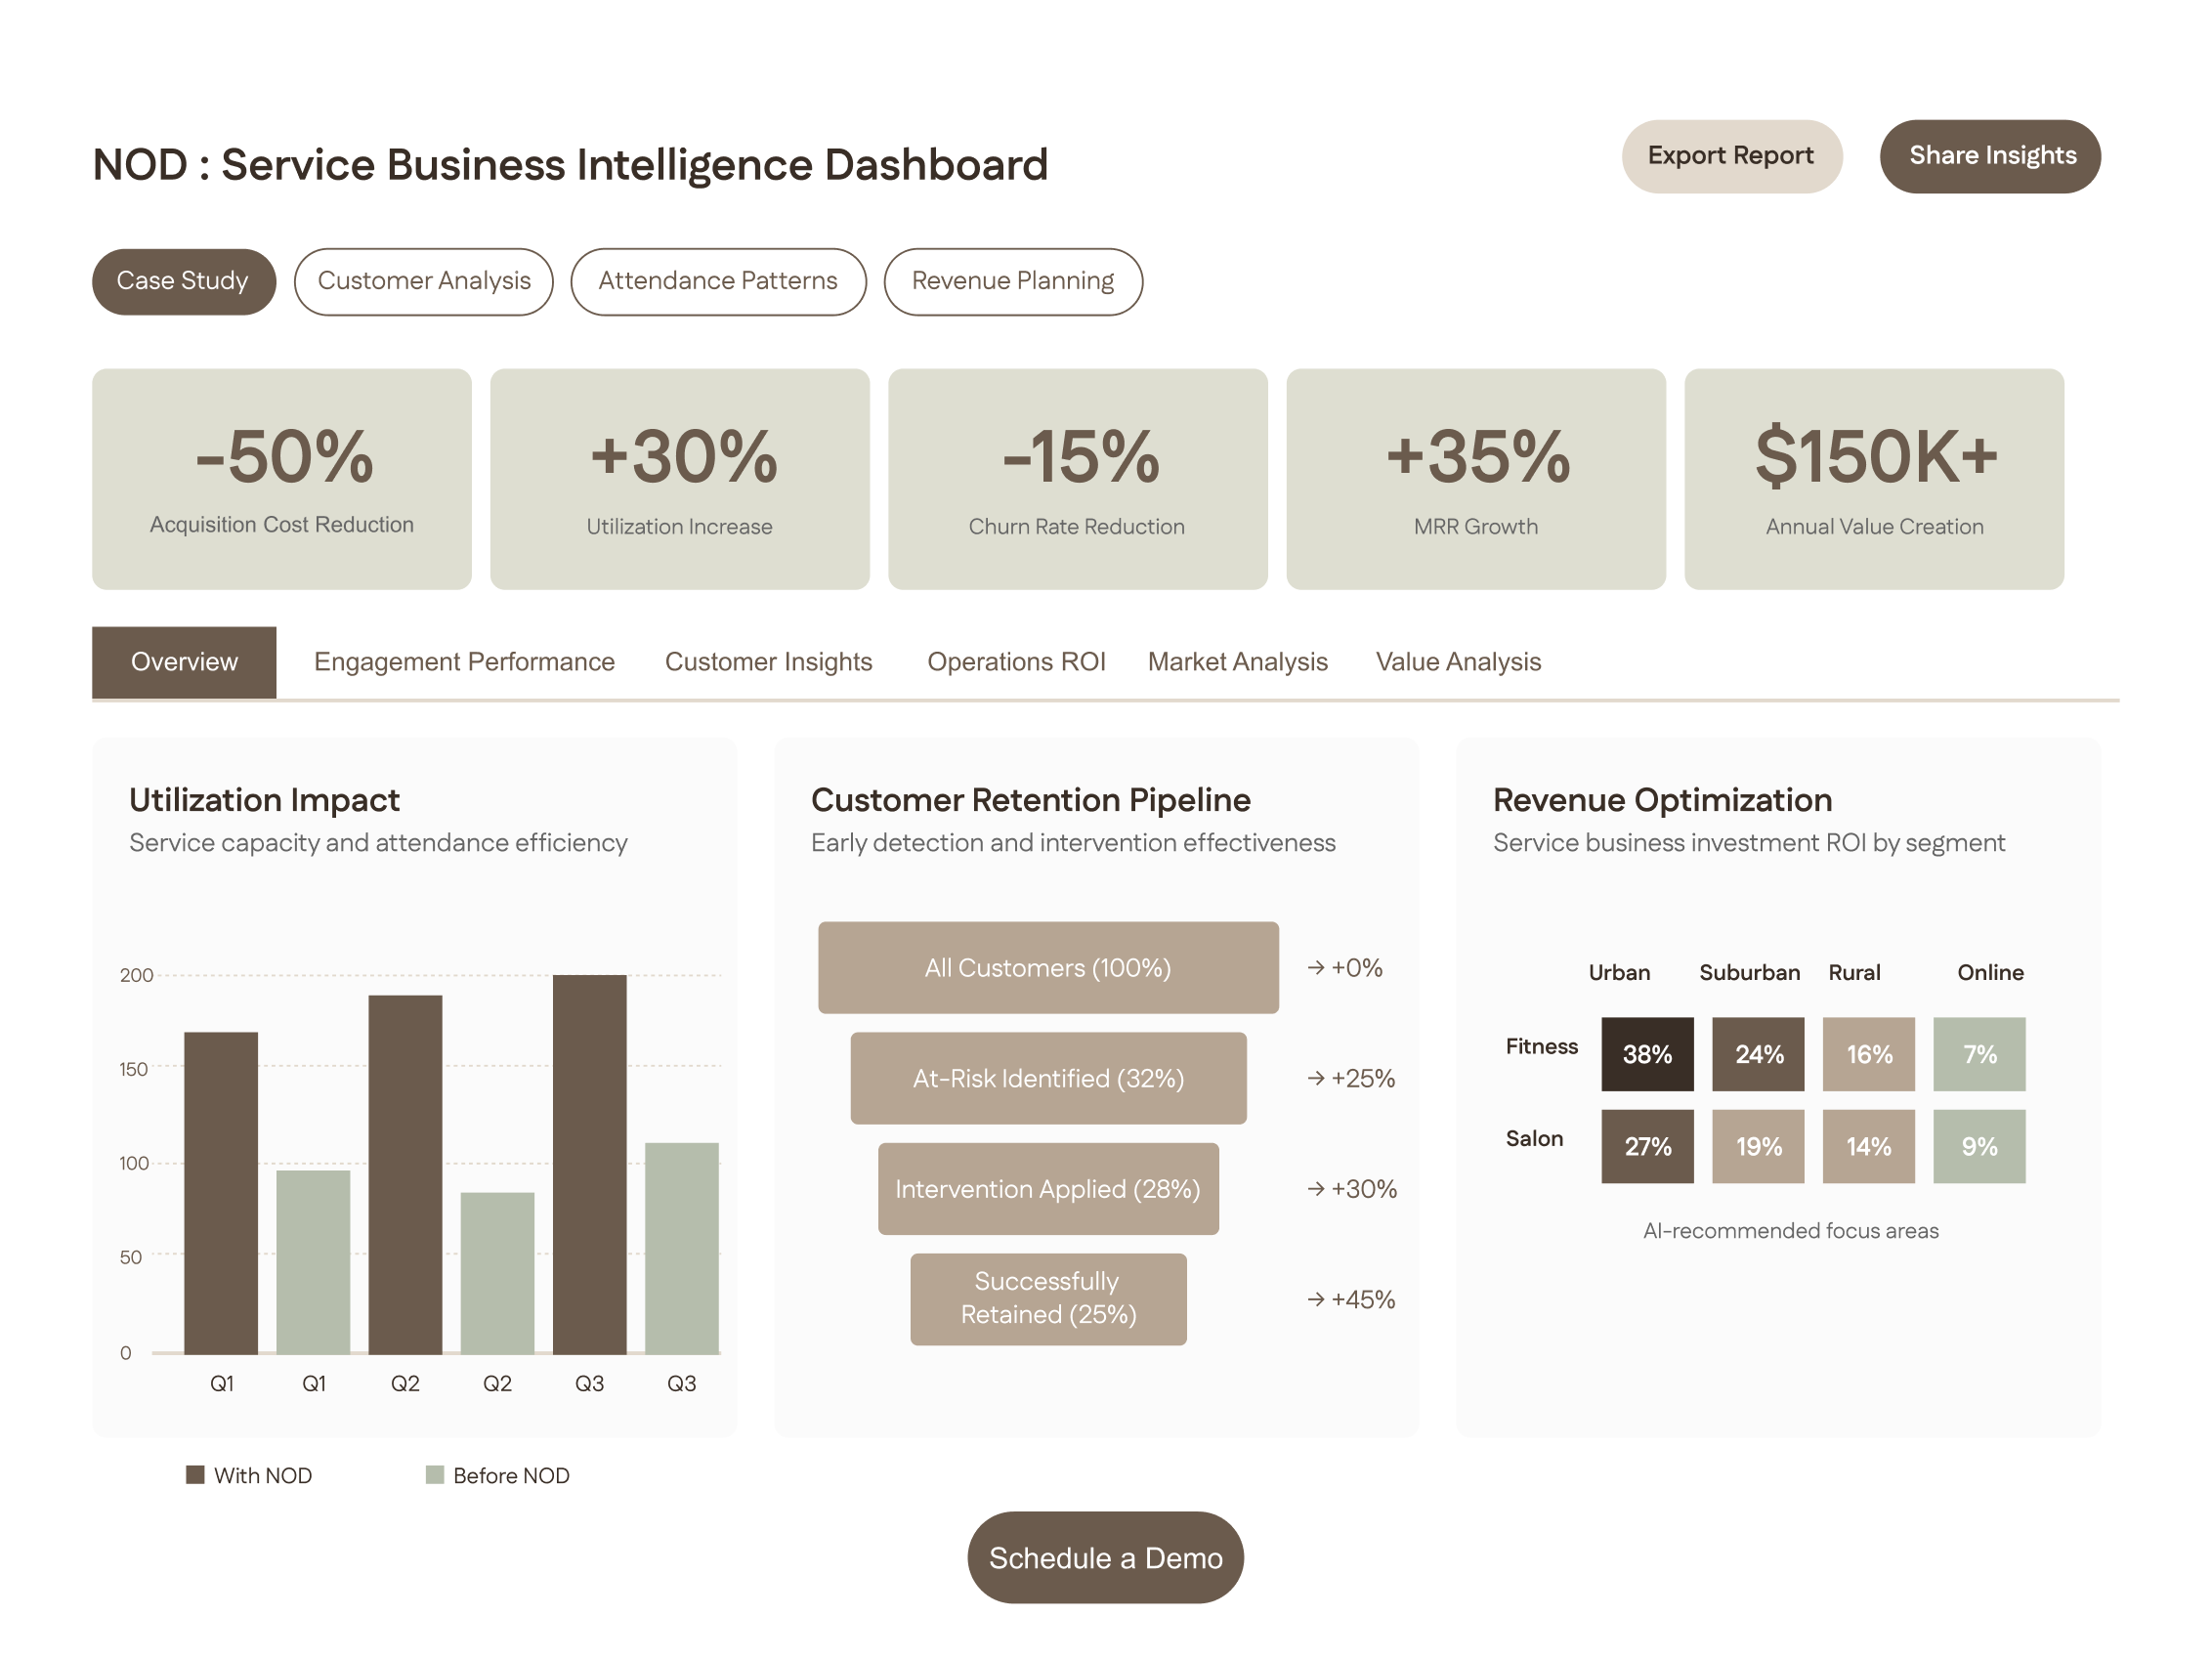 NOD : Service Business Intelligence Dashboard
Export Report
Share Insights
Case Study
Customer Analysis
Attendance Patterns
Revenue Planning
-50%
Acquisition Cost Reduction
+30%
Utilization Increase
-15%
Churn Rate Reduction
+35%
MRR Growth
$150K+
Annual Value Creation
Overview
Engagement Performance
Customer Insights
Operations ROI
Market Analysis
Value Analysis
Utilization Impact
Service capacity and attendance efficiency
200
150
100
50
0
Q1
Q1
Q2
Q2
Q3
Q3
With NOD
Before NOD
Customer Retention Pipeline
Early detection and intervention effectiveness
All Customers (100%)
→ +0%
At-Risk Identified (32%)
→ +25%
Intervention Applied (28%)
→ +30%
Successfully
Retained (25%)
→ +45%
Revenue Optimization
Service business investment ROI by segment
Urban
Suburban
Rural
Online
Fitness
38%
24%
16%
7%
Salon
27%
19%
14%
9%
AI-recommended focus areas
Schedule a Demo